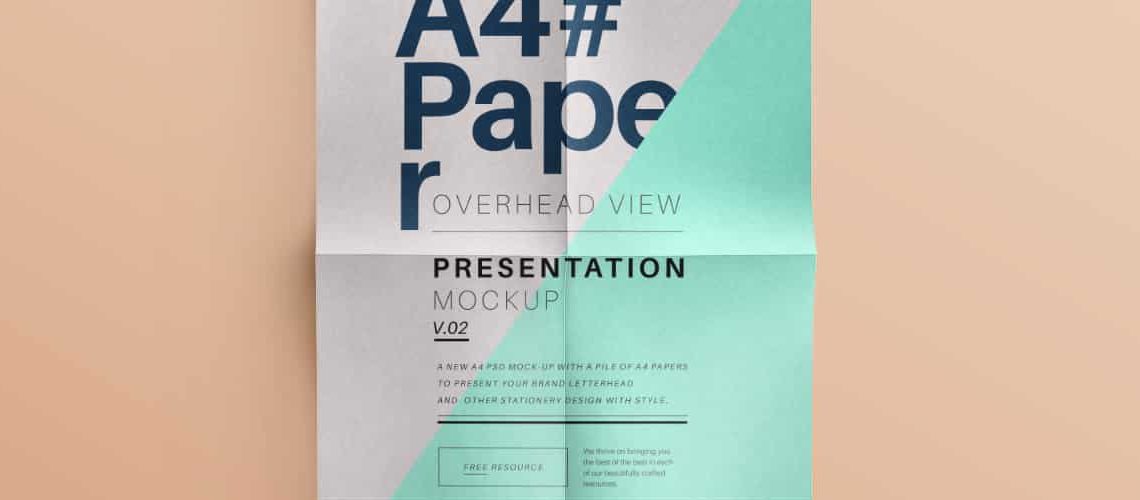 A4#
Pape
r
OVERHEAD VIEW
PRESENTATION
MOCKUP
V.02
A NEW A4 PSD MOCK-UP WITH A PILE OF A4 PAPERS
TO PRESENT YOUR BRAND LETTERHEAD
AND OTHER STATIONERY DESIGN WITH STYLE.
FREE RESOURCE
We thrive on bringing you
the best of the best in each
of our beautifully crafted
resources.